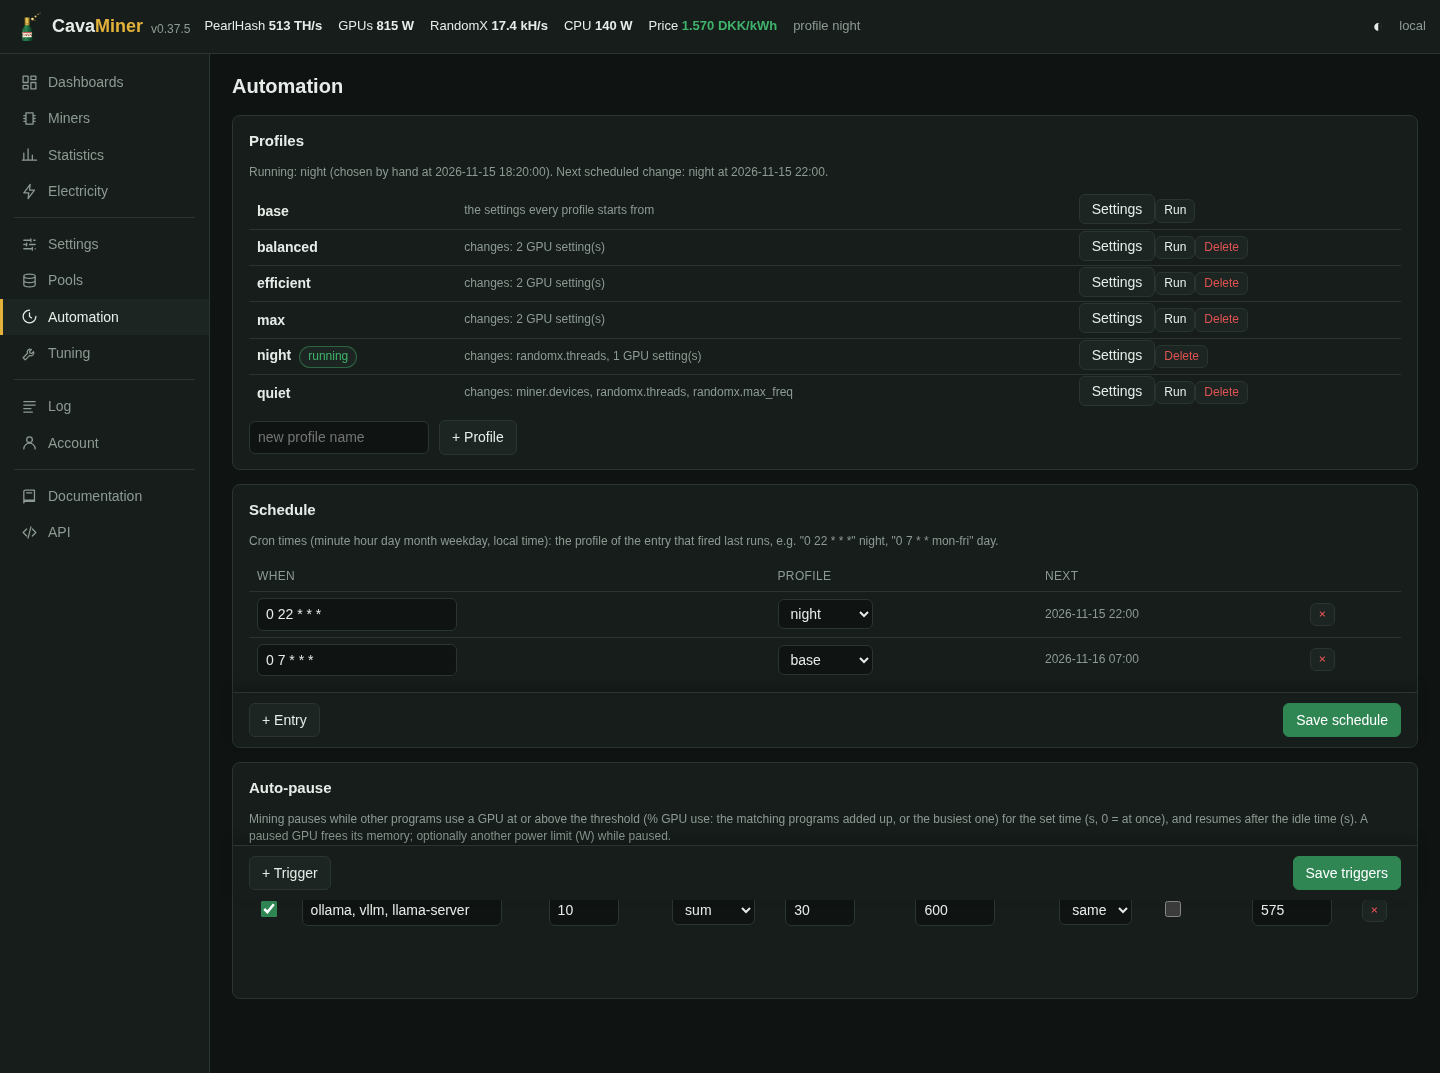 CavaMiner v0.37.5 PearlHash 513 TH/s GPUs 815 W RandomX 17.4 kH/s CPU 140 W Price 1.570 DKK/kWh profile night local
Dashboards
Miners
Statistics
Electricity
Settings
Pools
Automation
Tuning
Log
Account
Documentation
API
Automation
Profiles
Running: night (chosen by hand at 2026-11-15 18:20:00). Next scheduled change: night at 2026-11-15 22:00.
base the settings every profile starts from Settings Run
balanced changes: 2 GPU setting(s) Settings Run Delete
efficient changes: 2 GPU setting(s) Settings Run Delete
max changes: 2 GPU setting(s) Settings Run Delete
night running changes: randomx.threads, 1 GPU setting(s) Settings Delete
quiet changes: miner.devices, randomx.threads, randomx.max_freq Settings Run Delete
new profile name + Profile
Schedule
Cron times (minute hour day month weekday, local time): the profile of the entry that fired last runs, e.g. "0 22 * * *" night, "0 7 * * mon-fri" day.
WHEN PROFILE NEXT
0 22 * * * night 2026-11-15 22:00 ×
0 7 * * * base 2026-11-16 07:00 ×
+ Entry Save schedule
Auto-pause
Mining pauses while other programs use a GPU at or above the threshold (% GPU use: the matching programs added up, or the busiest one) for the set time (s, 0 = at once), and resumes after the idle time (s). A
paused GPU frees its memory; optionally another power limit (W) while paused.
+ Trigger Save triggers
ollama, vllm, llama-server 10 sum 30 600 same 575 ×